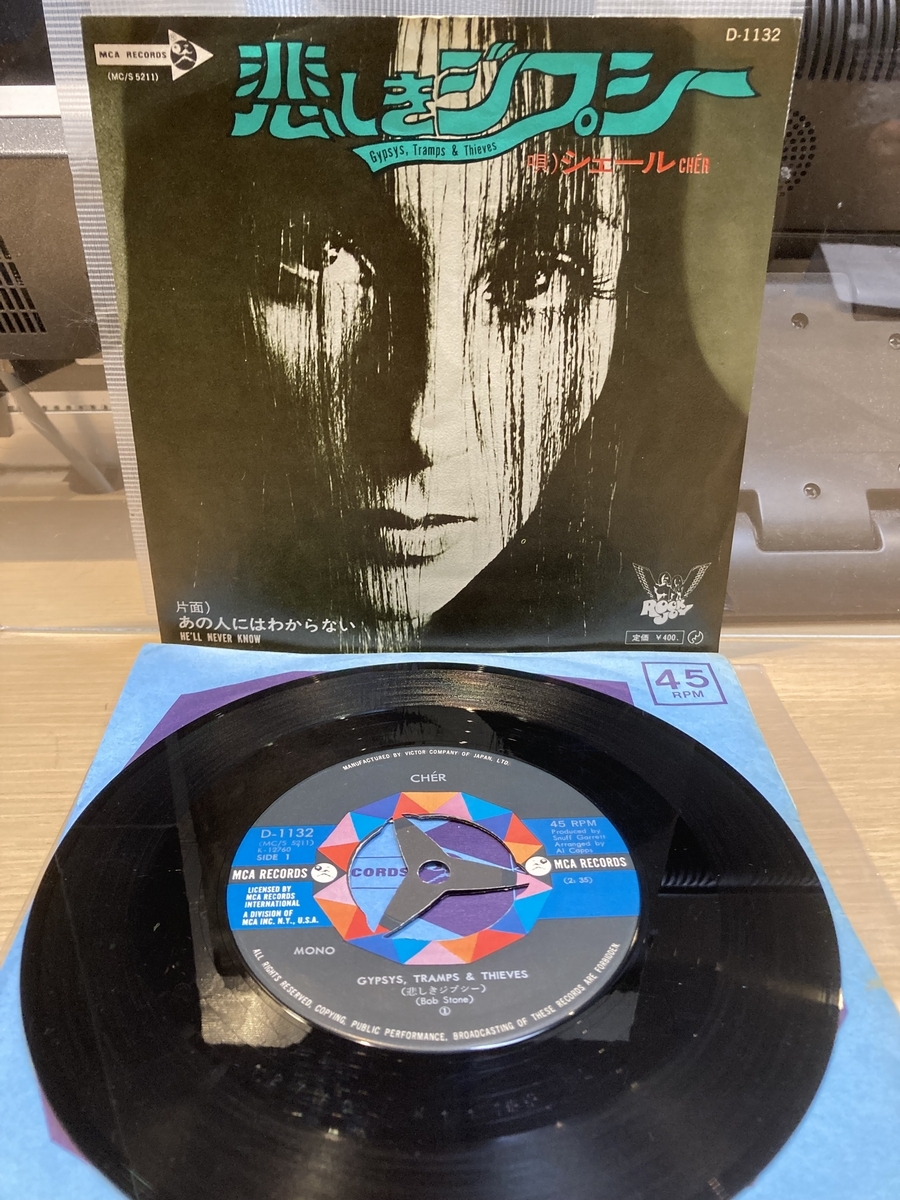 MCA RECORDS
(MC/S 5211)
D-1132
悲しきジプシー
Gypsys, Tramps & Thieves
唄)シェール CHÉR
片面)
あの人にはわからない
HE'LL NEVER KNOW
ROCK JOY
定価 ¥400.
45
RPM
MANUFACTURED BY VICTOR COMPANY OF JAPAN, LTD.
CHÉR
D-1132
(MC/S 5211)
K-12760
SIDE 1
45 RPM
Produced by
Snuff Garrett
Arranged by
Al Capps
MCA RECORDS
CORDS
MCA RECORDS
(2:35)
LICENSED BY
MCA RECORDS
INTERNATIONAL
A DIVISION OF
MCA INC. N.Y., U.S.A.
MONO
GYPSYS, TRAMPS & THIEVES
(悲しきジプシー)
(Bob Stone)
ALL RIGHTS RESERVED, COPYING, PUBLIC PERFORMANCE, BROADCASTING OF THESE RECORDS ARE FORBIDDEN